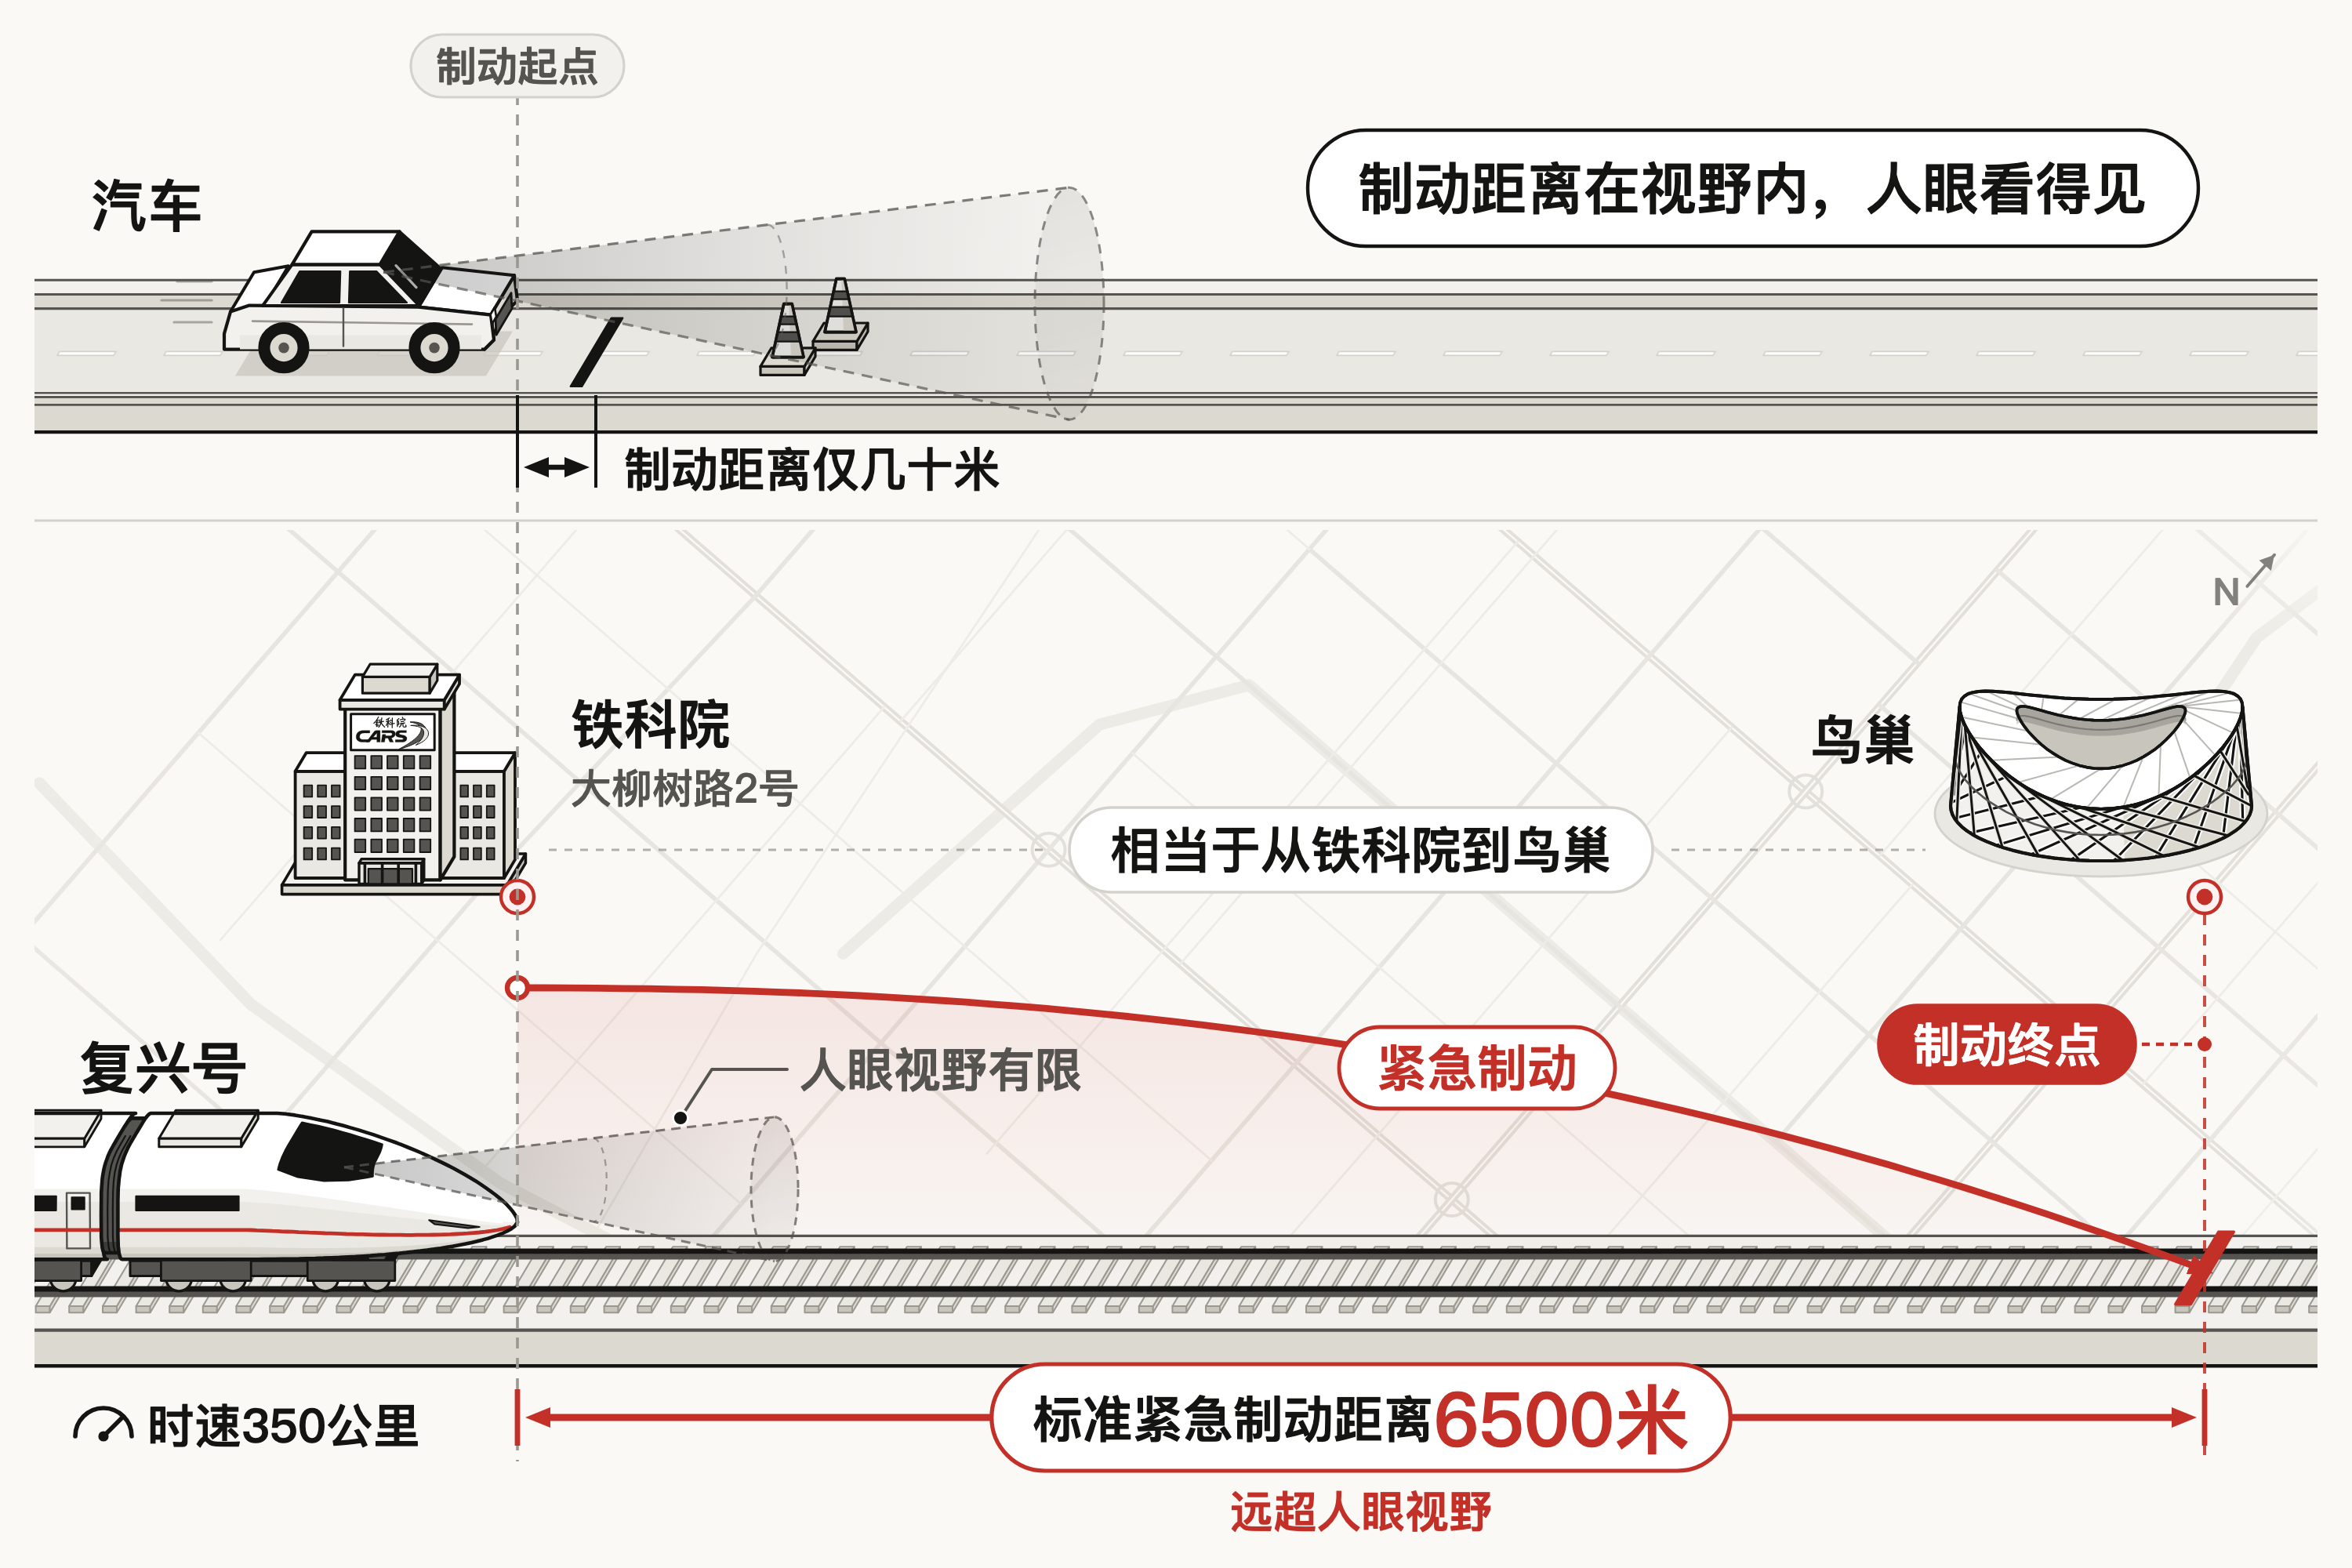 制动起点
汽车
制动距离在视野内，人眼看得见
制动距离仅几十米
N
铁科院
CARS
铁科院
大柳树路2号
鸟巢
相当于从铁科院到鸟巢
复兴号
人眼视野有限
紧急制动
制动终点
时速350公里
标准紧急制动距离6500米
远超人眼视野